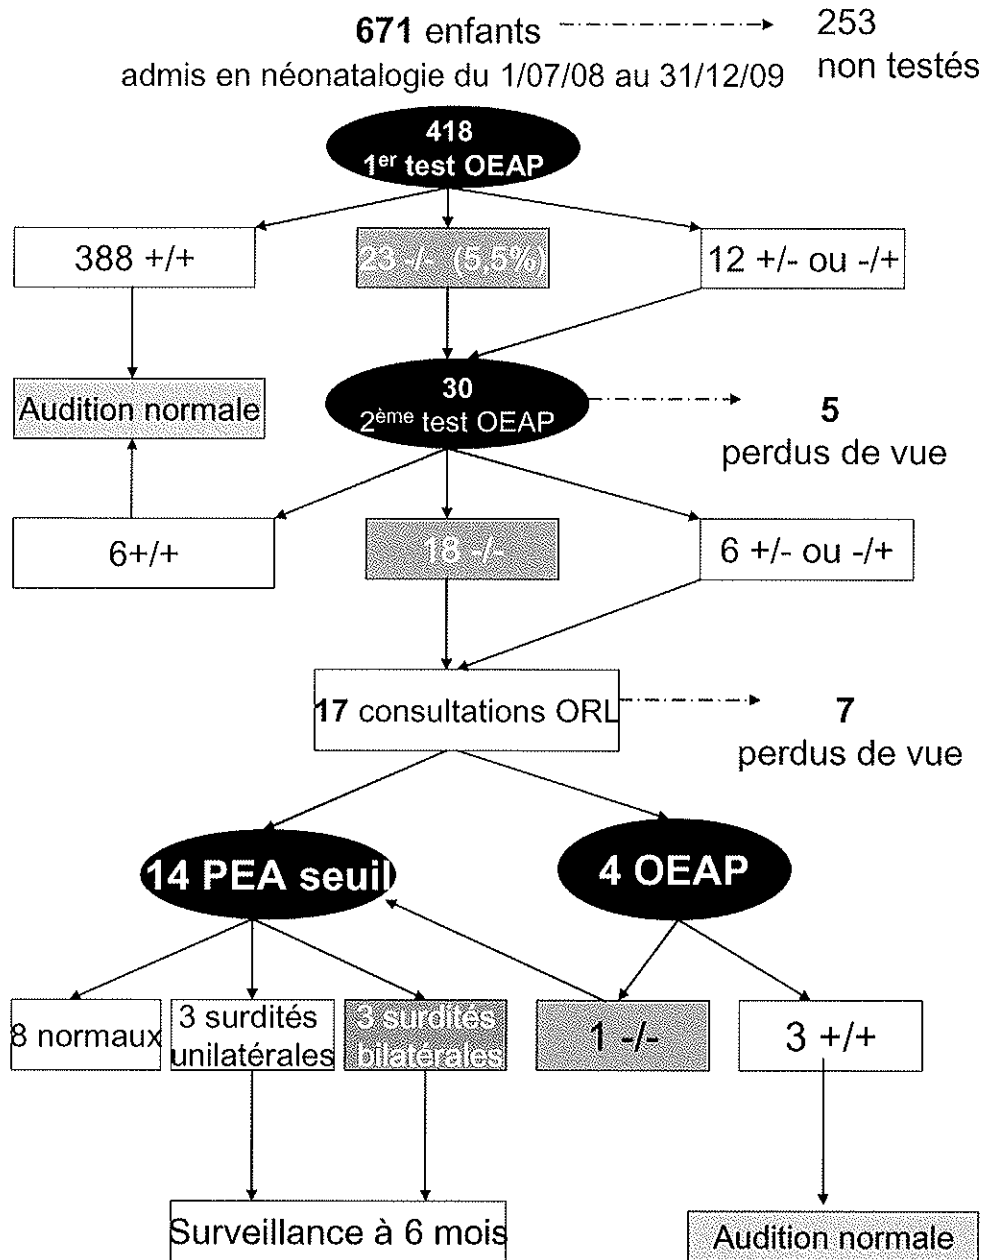 671 enfants
253
non testés
admis en néonatalogie du 1/07/08 au 31/12/09
418
1er test OEAP
388 +/+
23 -/- (5,5%)
12 +/- ou -/+
Audition normale
30
2ème test OEAP
5
perdus de vue
6+/+
18 -/-
6 +/- ou -/+
17 consultations ORL
7
perdus de vue
14 PEA seuil
4 OEAP
8 normaux
3 surdités
unilatérales
3 surdités
bilatérales
1 -/-
3 +/+
Surveillance à 6 mois
Audition normale